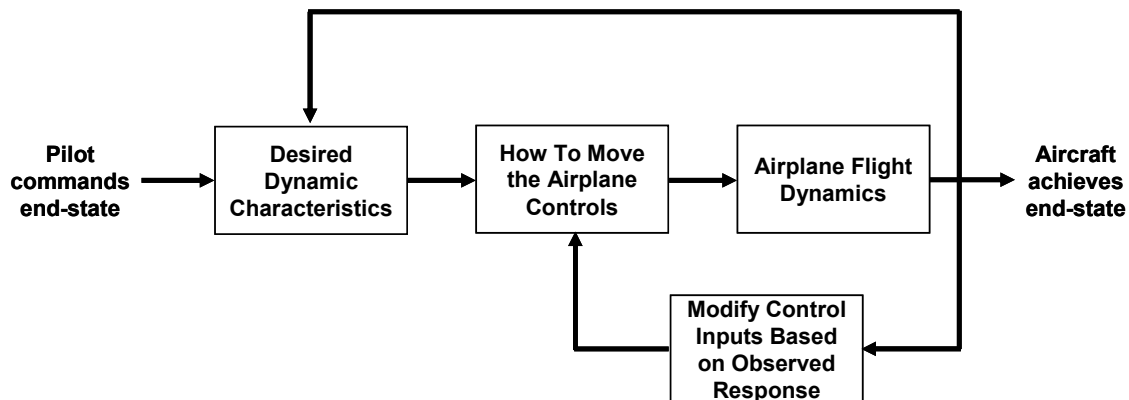 Pilot
commands
end-state
Desired
Dynamic
Characteristics
How To Move
the Airplane
Controls
Airplane Flight
Dynamics
Aircraft
achieves
end-state
Modify Control
Inputs Based
on Observed
Response